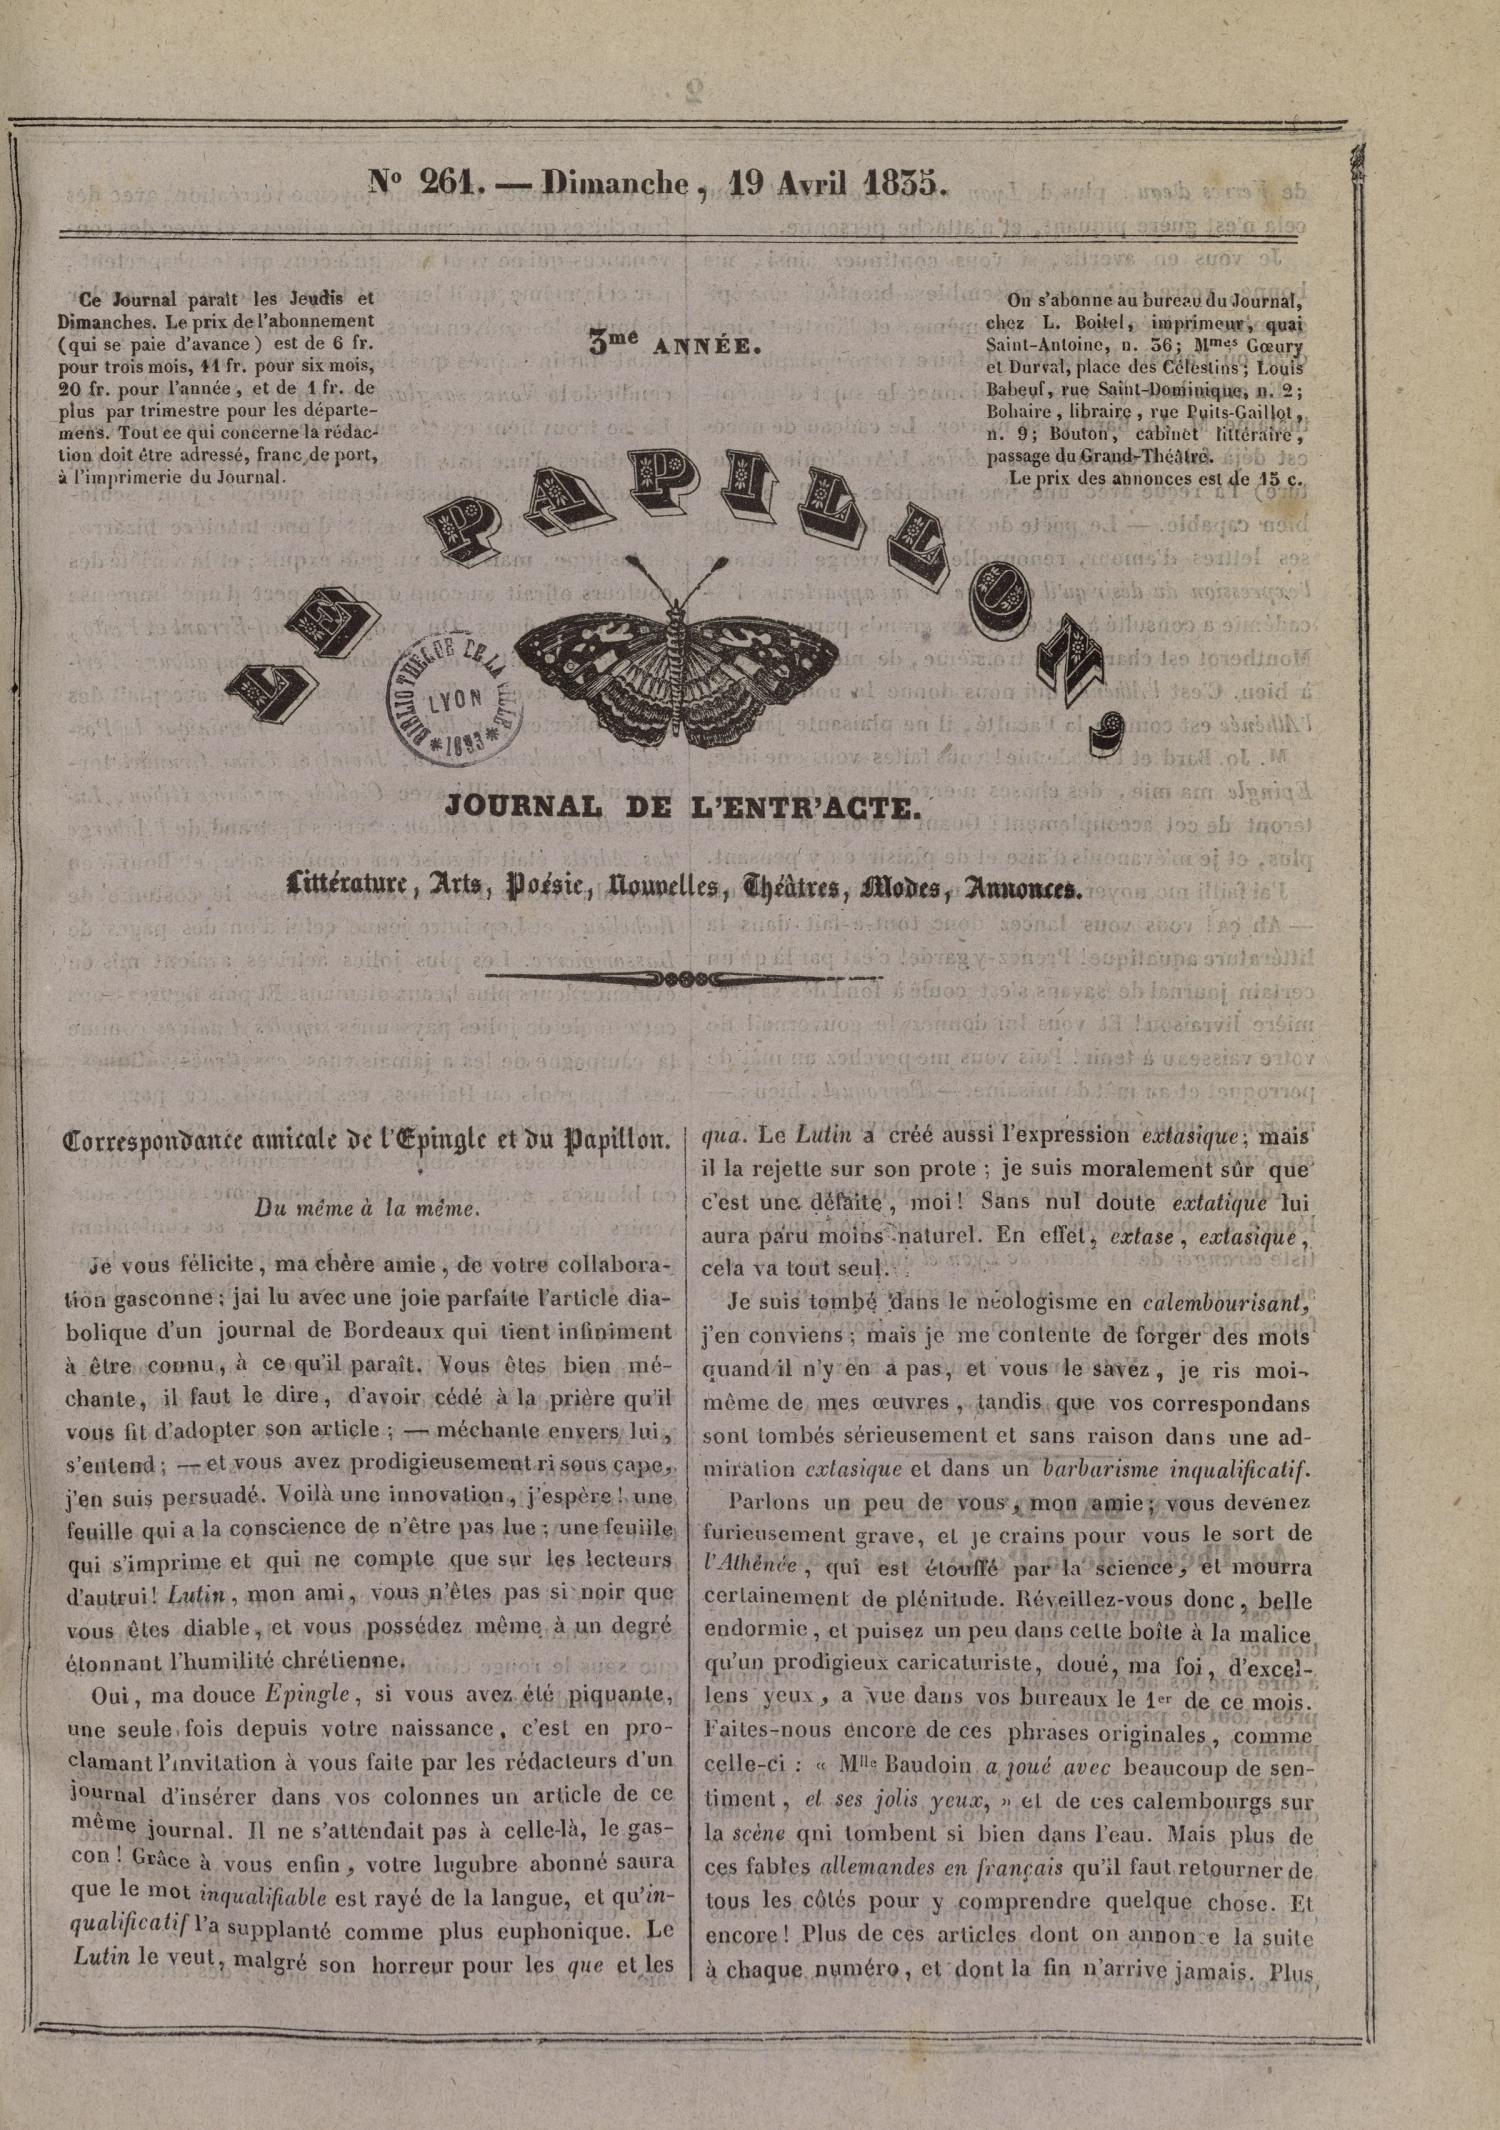 N° 261. — Dimanche, 19 Avril 1835.
Ce Journal paraît les Jeudis et
Dimanches. Le prix de l'abonnement
(qui se paie d'avance) est de 6 fr.
pour trois mois, 11 fr. pour six mois,
20 fr. pour l'année, et de 1 fr. de
plus par trimestre pour les départe-
mens. Tout ce qui concerne la rédac-
tion doit être adressé, franc de port,
à l'imprimerie du Journal.
3me ANNÉE.
On s'abonne au bureau du Journal,
chez L. Boitel, imprimeur, quai
Saint-Antoine, n. 36; Mmes Gœury
et Durval, place des Célestins; Louis
Babeuf, rue Saint-Dominique, n. 2;
Bohaire, libraire, rue Puits-Gaillot,
n. 9; Bouton, cabinet littéraire,
passage du Grand-Théâtre.
Le prix des annonces est de 15 c.
LE PAPILLON,
BIBLIOTHEQUE DE LA VILLE
LYON
*1893*
JOURNAL DE L'ENTR'ACTE.
Littérature, Arts, Poésie, Nouvelles, Théâtres, Modes, Annonces.
Correspondance amicale de l'Epingle et du Papillon.
Du même à la même.
Je vous félicite, ma chère amie, de votre collabora-
tion gasconne; jai lu avec une joie parfaite l'article dia-
bolique d'un journal de Bordeaux qui tient infiniment
à être connu, à ce qu'il paraît. Vous êtes bien mé-
chante, il faut le dire, d'avoir cédé à la prière qu'il
vous fit d'adopter son article; — méchante envers lui,
s'entend; — et vous avez prodigieusement ri sous cape,
j'en suis persuadé. Voilà une innovation, j'espère! une
feuille qui a la conscience de n'être pas lue; une feuille
qui s'imprime et qui ne compte que sur les lecteurs
d'autrui! Lutin, mon ami, vous n'êtes pas si noir que
vous êtes diable, et vous possédez même à un degré
étonnant l'humilité chrétienne.
Oui, ma douce Epingle, si vous avez été piquante,
une seule fois depuis votre naissance, c'est en pro-
clamant l'invitation à vous faite par les rédacteurs d'un
journal d'insérer dans vos colonnes un article de ce
même journal. Il ne s'attendait pas à celle-là, le gas-
con! Grâce à vous enfin, votre lugubre abonné saura
que le mot inqualifiable est rayé de la langue, et qu'in-
qualificatif l'a supplanté comme plus euphonique. Le
Lutin le veut, malgré son horreur pour les que et les
qua. Le Lutin a créé aussi l'expression extasique; mais
il la rejette sur son prote; je suis moralement sûr que
c'est une défaite, moi! Sans nul doute extatique lui
aura paru moins naturel. En effet, extase, extasique,
cela va tout seul.
Je suis tombé dans le néologisme en calembourisant,
j'en conviens; mais je me contente de forger des mots
quand il n'y en a pas, et vous le savez, je ris moi-
même de mes œuvres, tandis que vos correspondans
sont tombés sérieusement et sans raison dans une ad-
miration extasique et dans un barbarisme inqualificatif.
Parlons un peu de vous, mon amie; vous devenez
furieusement grave, et je crains pour vous le sort de
l'Athénée, qui est étouffé par la science, et mourra
certainement de plénitude. Réveillez-vous donc, belle
endormie, et puisez un peu dans cette boîte à la malice
qu'un prodigieux caricaturiste, doué, ma foi, d'excel-
lens yeux, a vue dans vos bureaux le 1er de ce mois.
Faites-nous encore de ces phrases originales, comme
celle-ci : « Mlle Baudoin a joué avec beaucoup de sen-
timent, et ses jolis yeux, » et de ces calembourgs sur
la scène qni tombent si bien dans l'eau. Mais plus de
ces fables allemandes en français qu'il faut retourner de
tous les côtés pour y comprendre quelque chose. Et
encore! Plus de ces articles dont on annonce la suite
à chaque numéro, et dont la fin n'arrive jamais. Plus